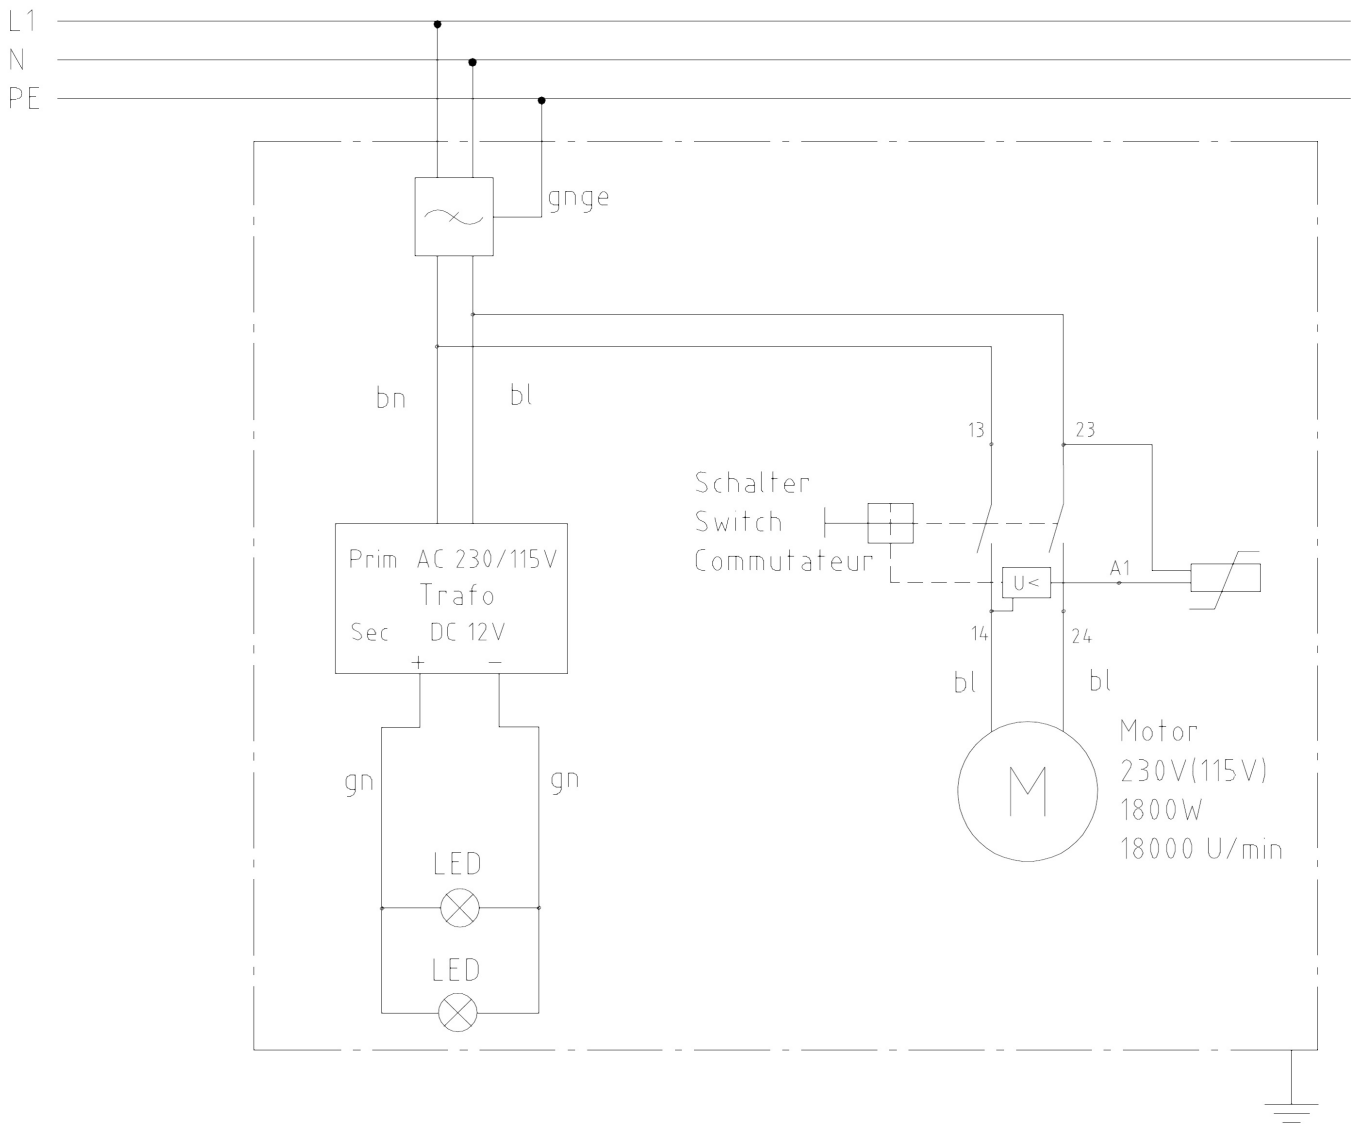 L1
N
PE
gnge
bn
bl
13
23
Schalter
Switch
Commutateur
Prim AC 230/115V
Trafo
Sec DC 12V
+ −
U<
A1
14
24
bl
bl
Motor
230V(115V)
1800W
18000 U/min
M
gn
gn
LED
LED